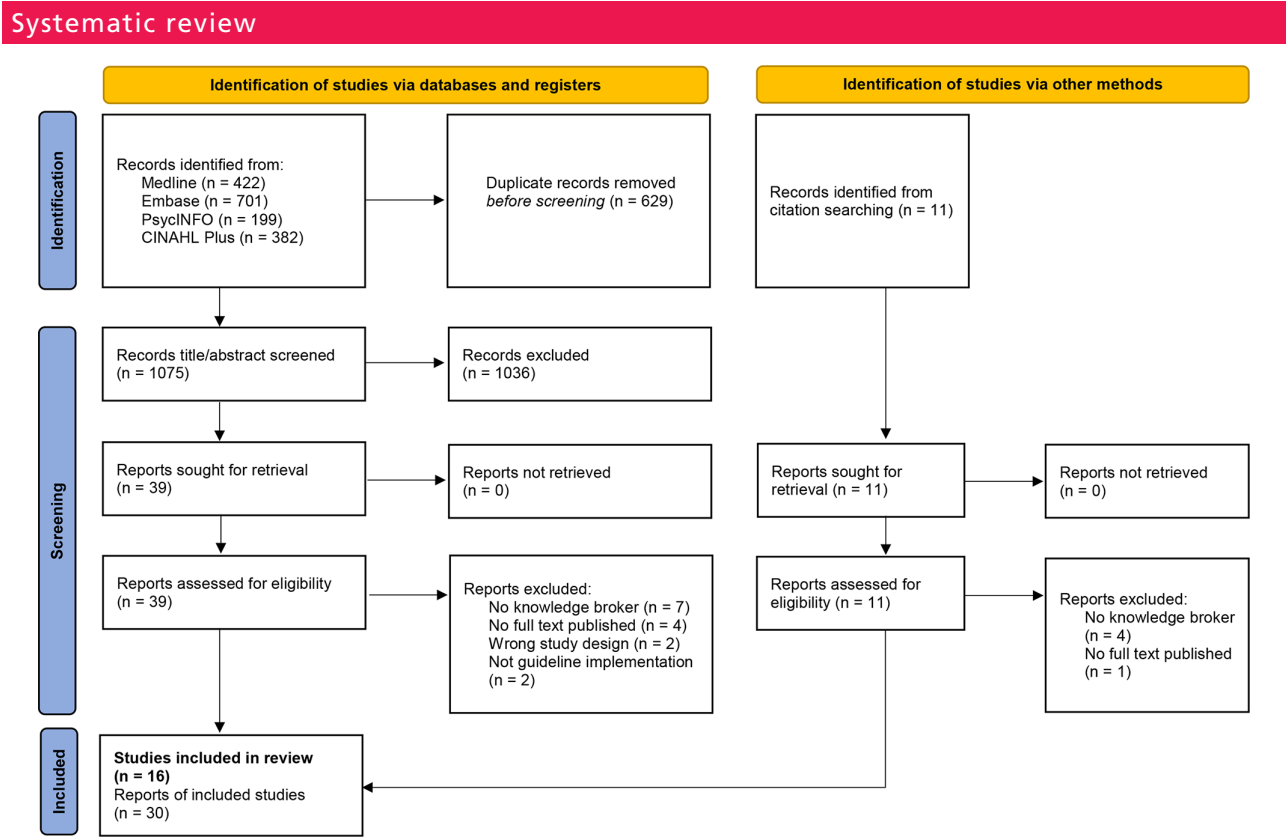 Systematic review
Identification of studies via databases and registers
Identification of studies via other methods
Identification
Records identified from:
Medline (n = 422)
Embase (n = 701)
PsycINFO (n = 199)
CINAHL Plus (n = 382)
Duplicate records removed
before screening (n = 629)
Records identified from
citation searching (n = 11)
Screening
Records title/abstract screened
(n = 1075)
Records excluded
(n = 1036)
Reports sought for retrieval
(n = 39)
Reports not retrieved
(n = 0)
Reports sought for
retrieval (n = 11)
Reports not retrieved
(n = 0)
Reports assessed for eligibility
(n = 39)
Reports excluded:
No knowledge broker (n = 7)
No full text published (n = 4)
Wrong study design (n = 2)
Not guideline implementation
(n = 2)
Reports assessed for
eligibility (n = 11)
Reports excluded:
No knowledge broker
(n = 4)
No full text published
(n = 1)
Included
Studies included in review
(n = 16)
Reports of included studies
(n = 30)